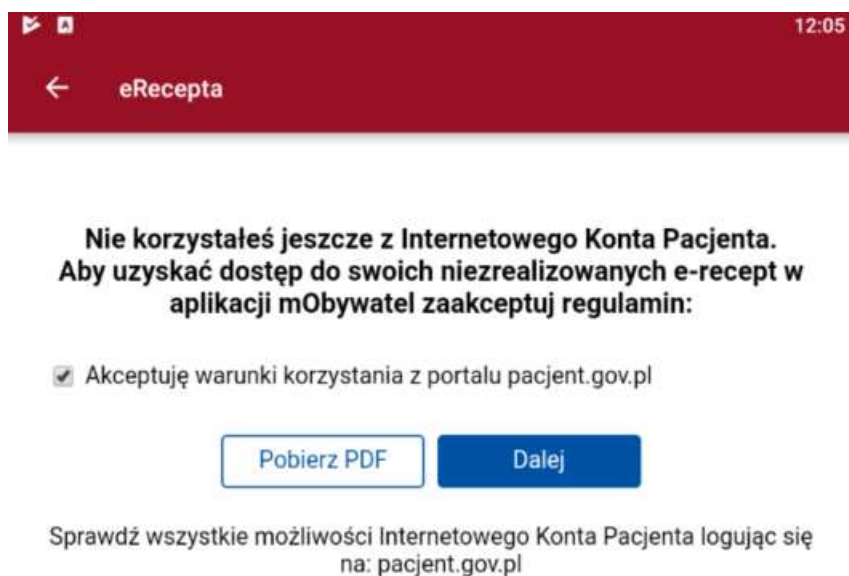 12:05
eRecepta
Nie korzystałeś jeszcze z Internetowego Konta Pacjenta.
Aby uzyskać dostęp do swoich niezrealizowanych e-recept w
aplikacji mObywatel zaakceptuj regulamin:
Akceptuję warunki korzystania z portalu pacjent.gov.pl
Pobierz PDF
Dalej
Sprawdź wszystkie możliwości Internetowego Konta Pacjenta logując się
na: pacjent.gov.pl